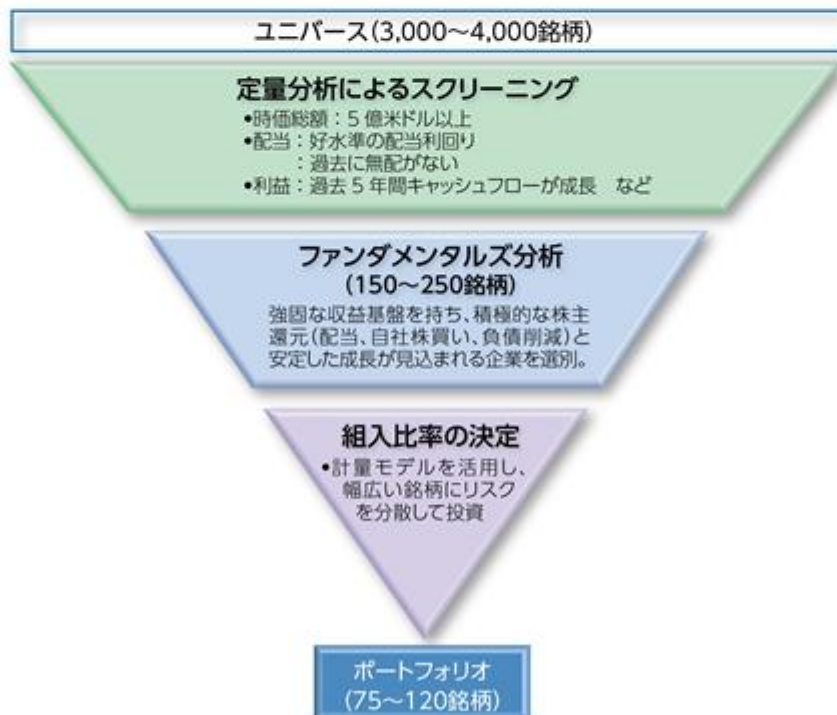 ユニバース(3,000～4,000銘柄)
定量分析によるスクリーニング
•時価総額：5億米ドル以上
•配当：好水準の配当利回り
：過去に無配がない
•利益：過去5年間キャッシュフローが成長　など
ファンダメンタルズ分析
(150～250銘柄)
強固な収益基盤を持ち、積極的な株主
還元(配当、自社株買い、負債削減)と
安定した成長が見込まれる企業を選別。
組入比率の決定
•計量モデルを活用し、
幅広い銘柄にリスク
を分散して投資
ポートフォリオ
(75～120銘柄)